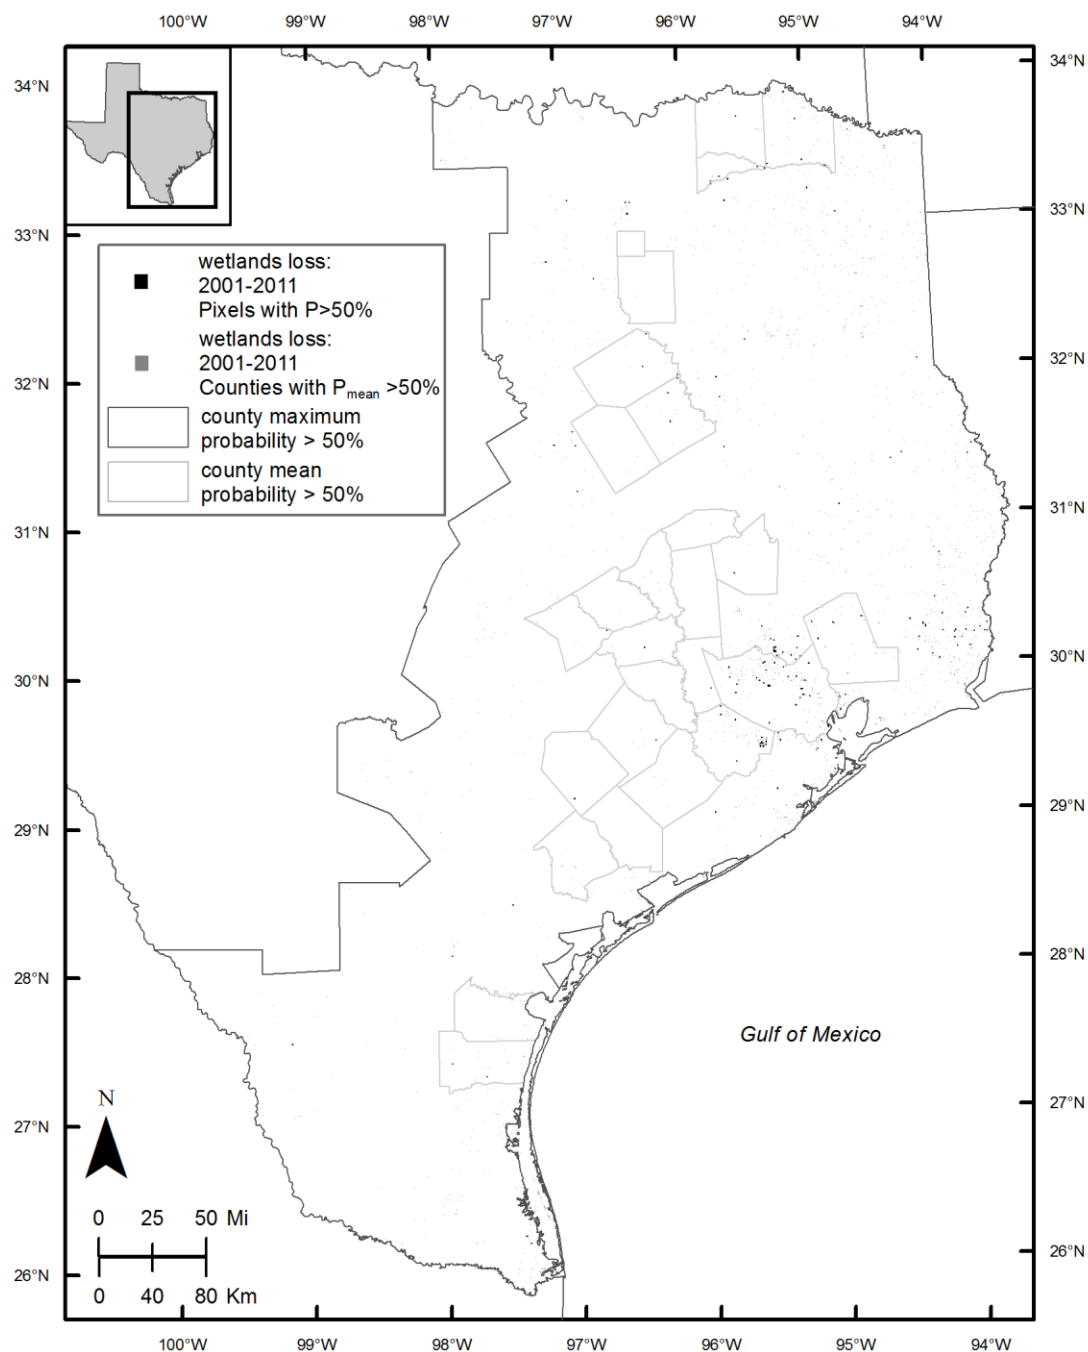 100°W 99°W 98°W 97°W 96°W 95°W 94°W
34°N 34°N
33°N 33°N
wetlands loss:
2001-2011
Pixels with P>50%
wetlands loss:
2001-2011
Counties with Pmean >50%
county maximum
probability > 50%
county mean
probability > 50%
32°N 32°N
31°N 31°N
30°N 30°N
29°N 29°N
28°N 28°N
Gulf of Mexico
27°N 27°N
N
0 25 50 Mi
0 40 80 Km
26°N 26°N
100°W 99°W 98°W 97°W 96°W 95°W 94°W